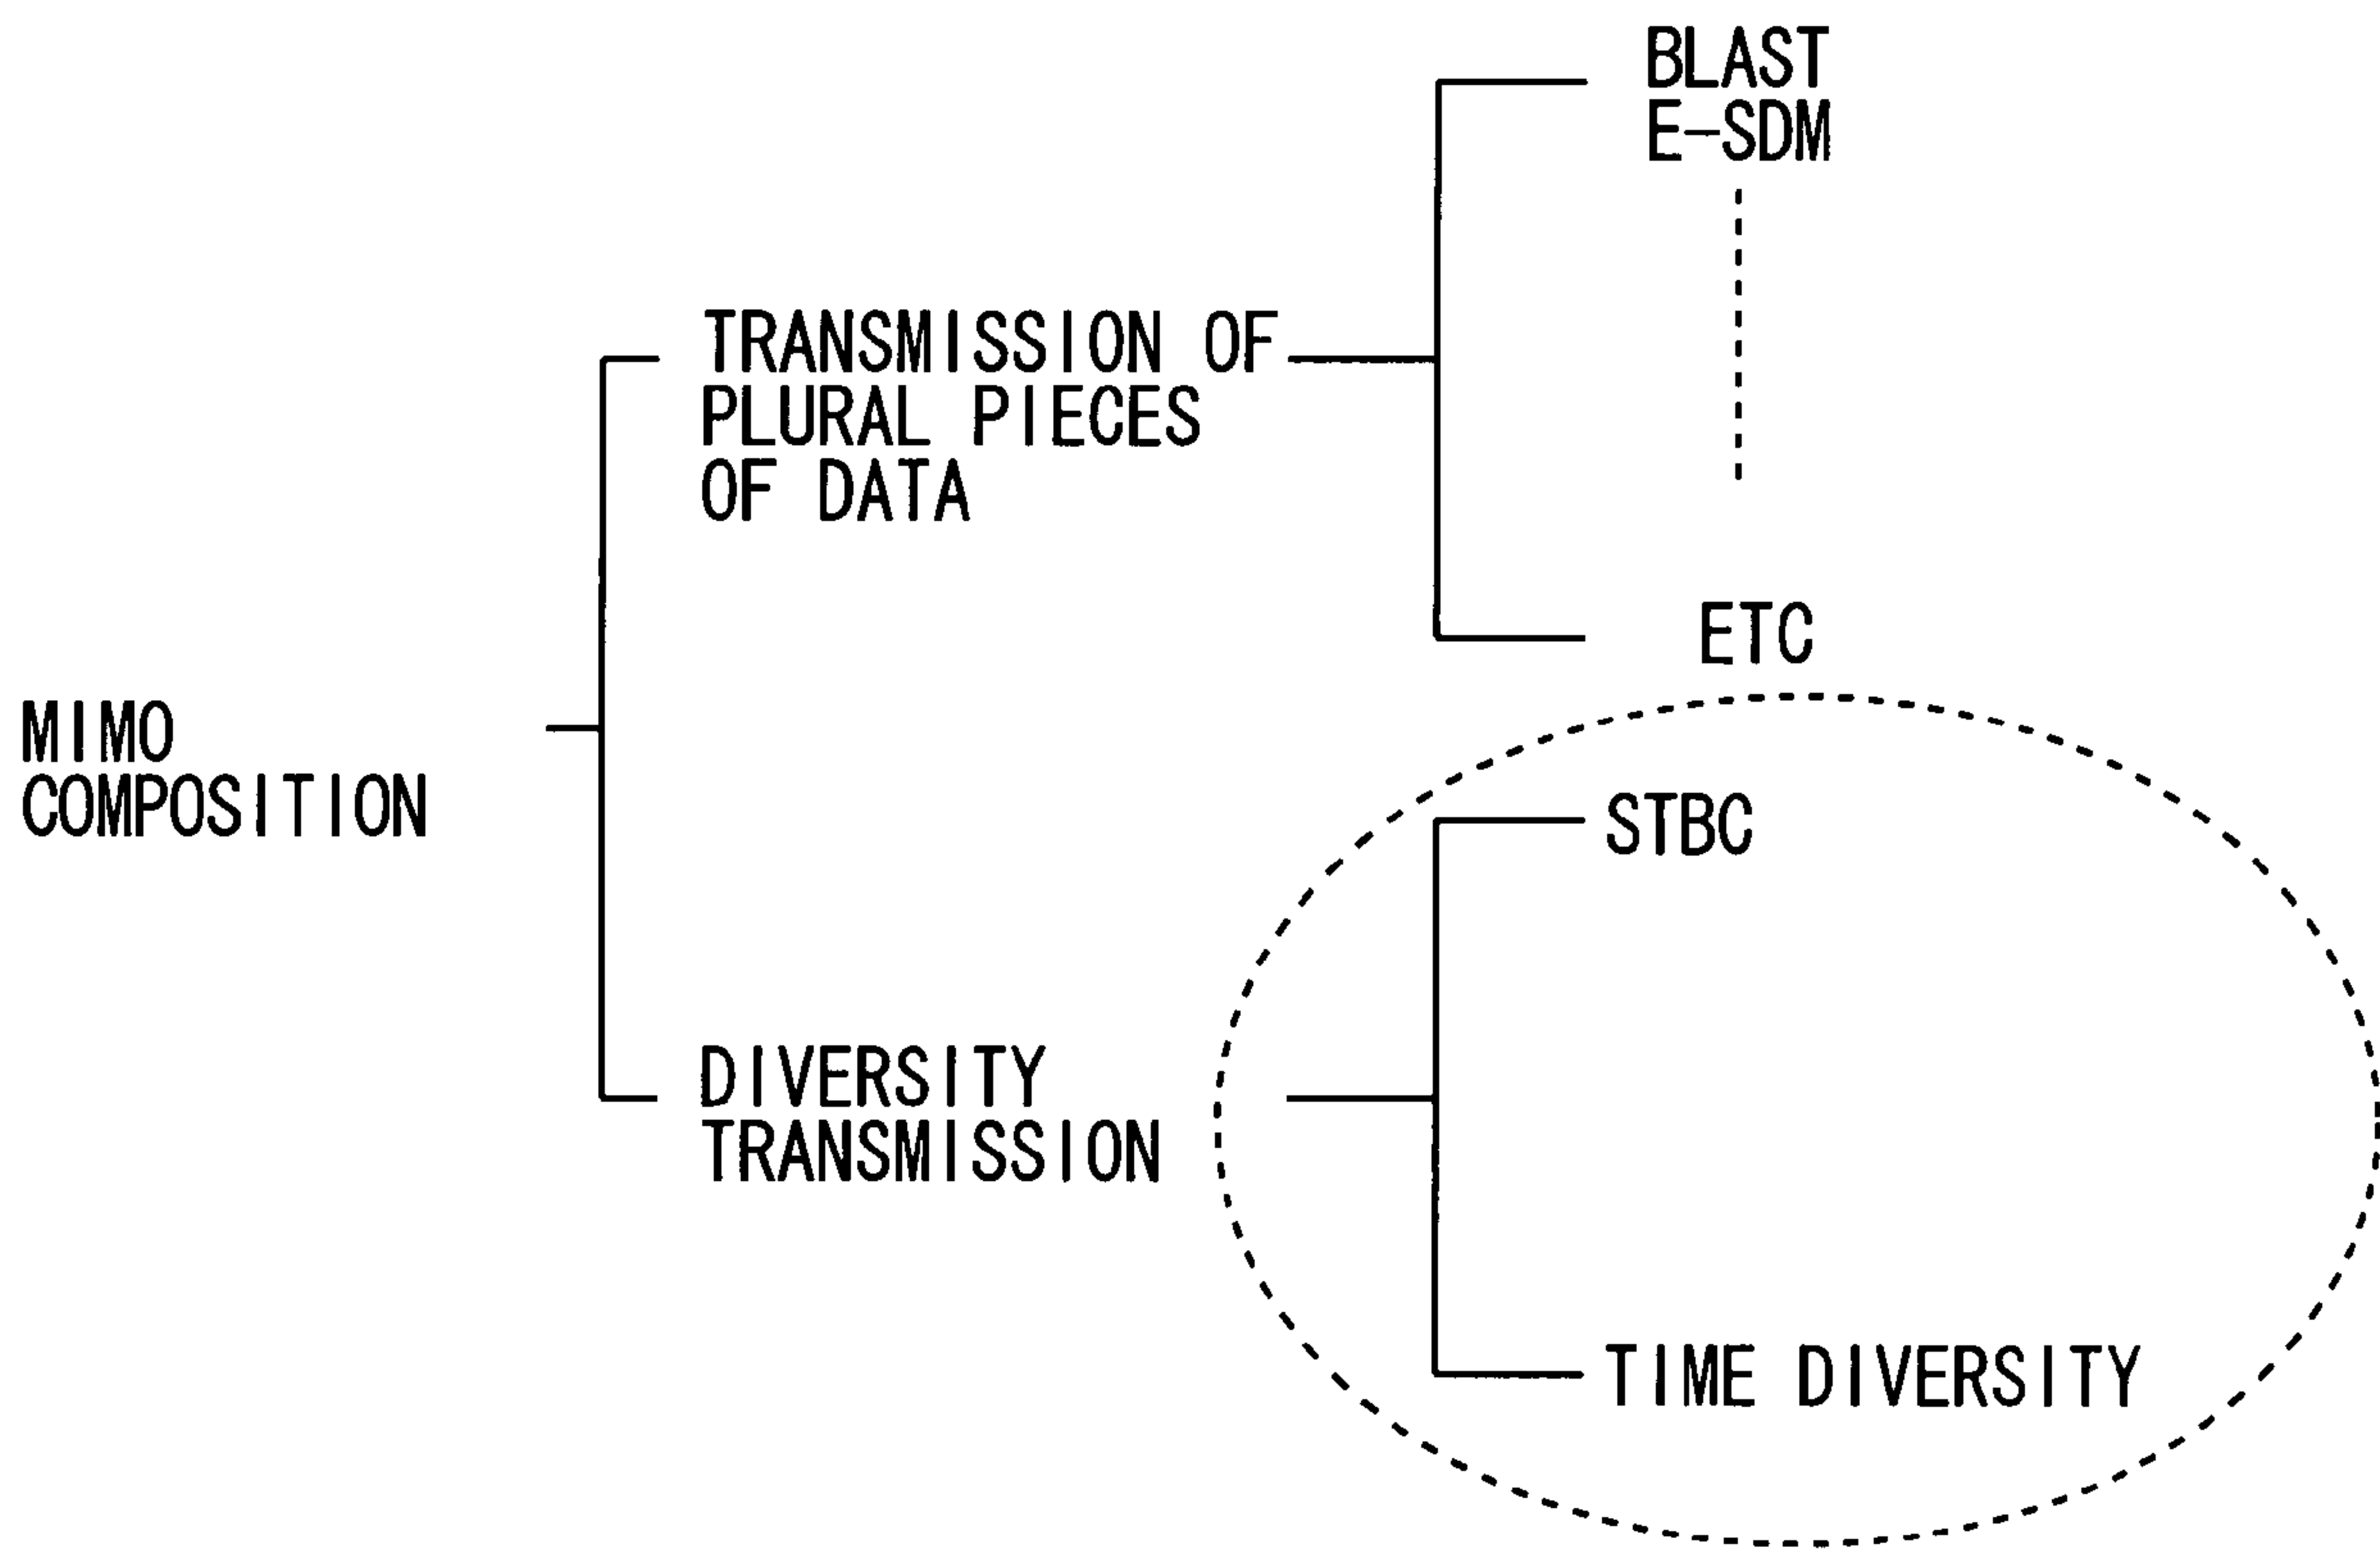 MIMO
COMPOSITION
TRANSMISSION OF
PLURAL PIECES
OF DATA
BLAST
E-SDM
ETC
DIVERSITY
TRANSMISSION
STBC
TIME DIVERSITY